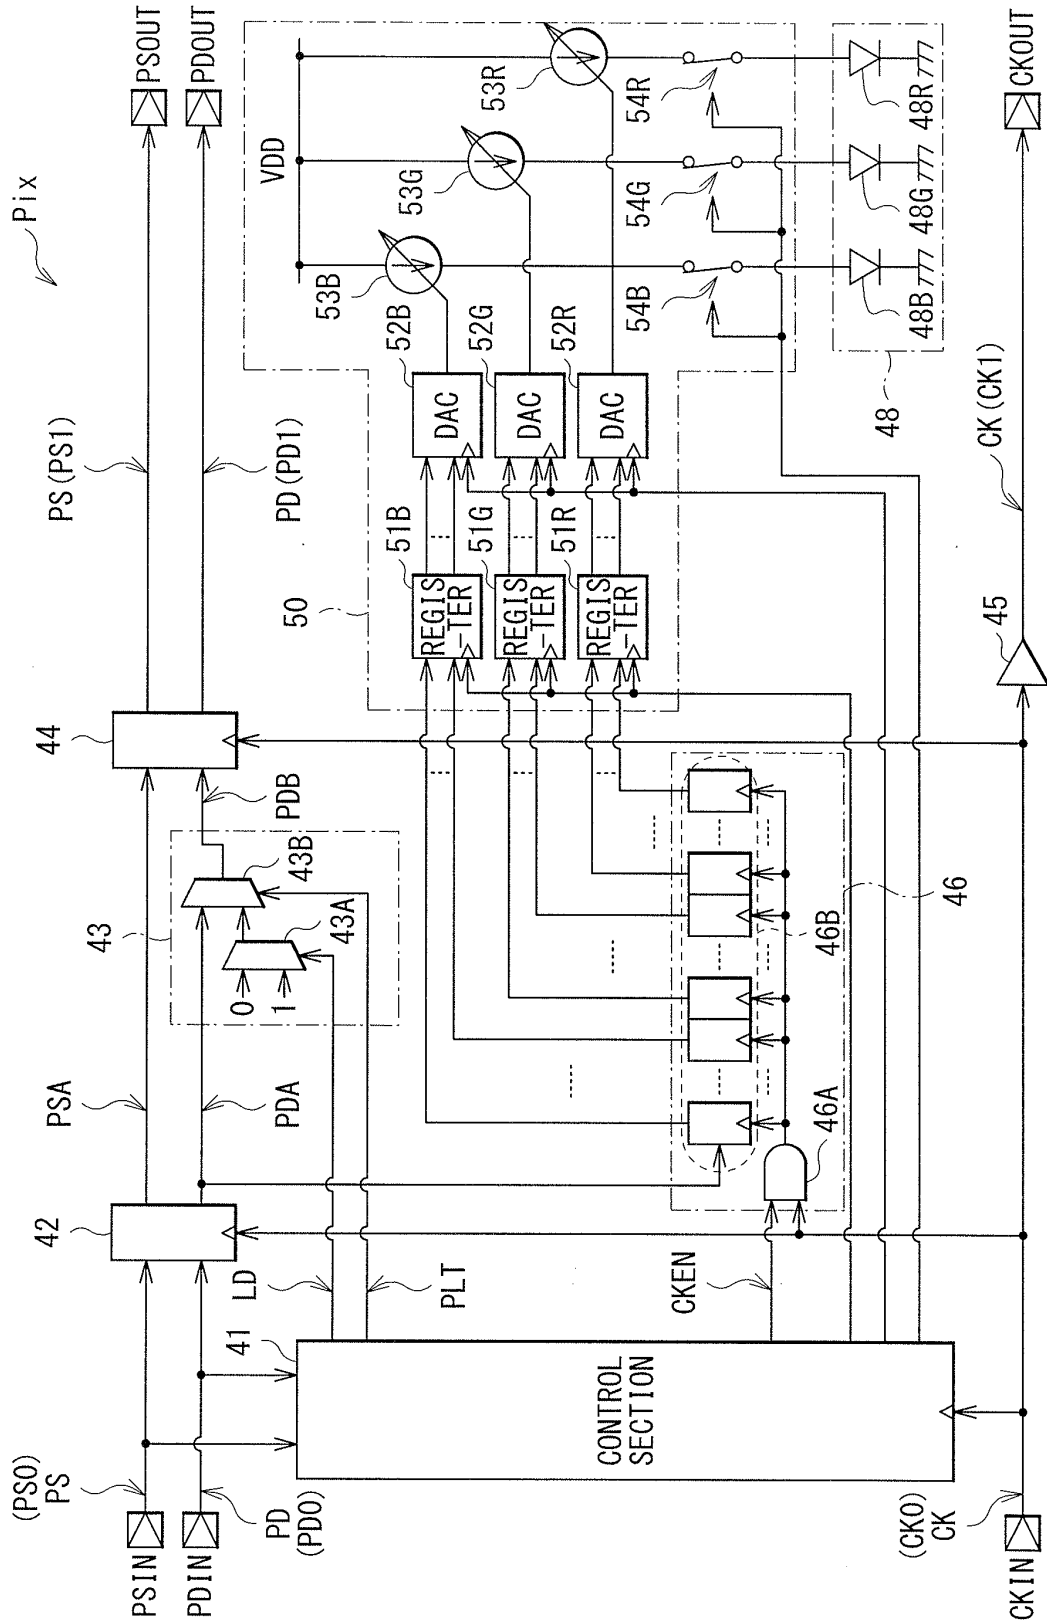 Pix
PSIN
PDIN
(PS0)
PS
PD
(PD0)
42
PSA
PDA
43
43A
43B
0
1
PDB
44
PS(PS1)
PD(PD1)
PSOUT
PDOUT
LD
PLT
41
CONTROL
SECTION
CKEN
46A
46B
46
50
REGIS
-TER
51B
REGIS
-TER
51G
REGIS
-TER
51R
DAC
52B
DAC
52G
DAC
52R
VDD
53B
53G
53R
54B
54G
54R
48B
48G
48R
48
(CK0)
CK
CKIN
45
CK(CK1)
CKOUT